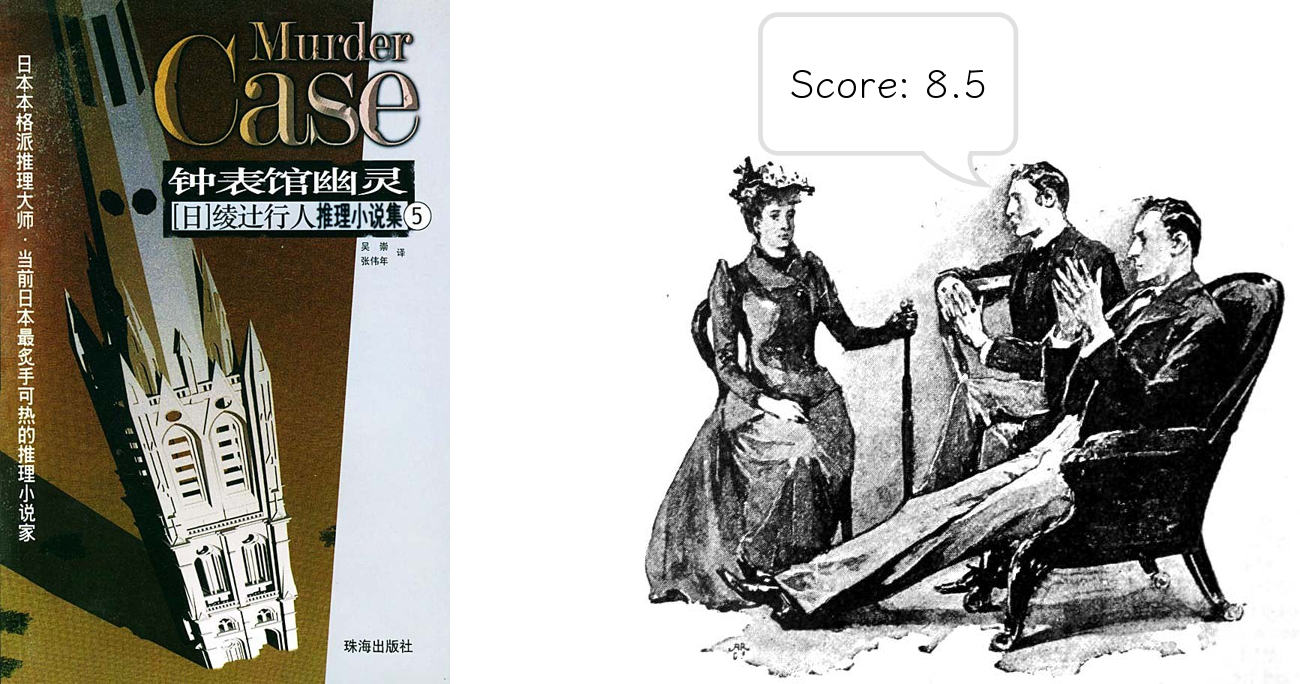 日本本格派推理大师·当前日本最炙手可热的推理小说家
Murder
Case
钟表馆幽灵
[日]绫辻行人推理小说集⑤
吴崇
张伟年
译
珠海出版社
Score: 8.5